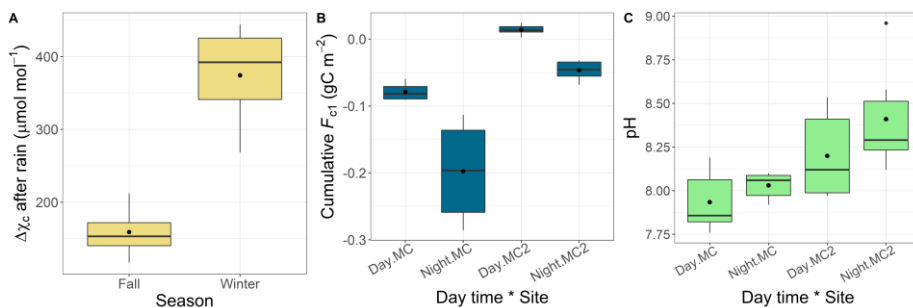 A
Δχc after rain (μmol mol−1)
400
300
200
Fall
Winter
Season
B
Cumulative Fc1 (gC m−2)
0.0
-0.1
-0.2
-0.3
Day.MC
Night.MC
Day.MC2
Night.MC2
Day time * Site
C
pH
9.00
8.75
8.50
8.25
8.00
7.75
Day.MC
Night.MC
Day.MC2
Night.MC2
Day time * Site